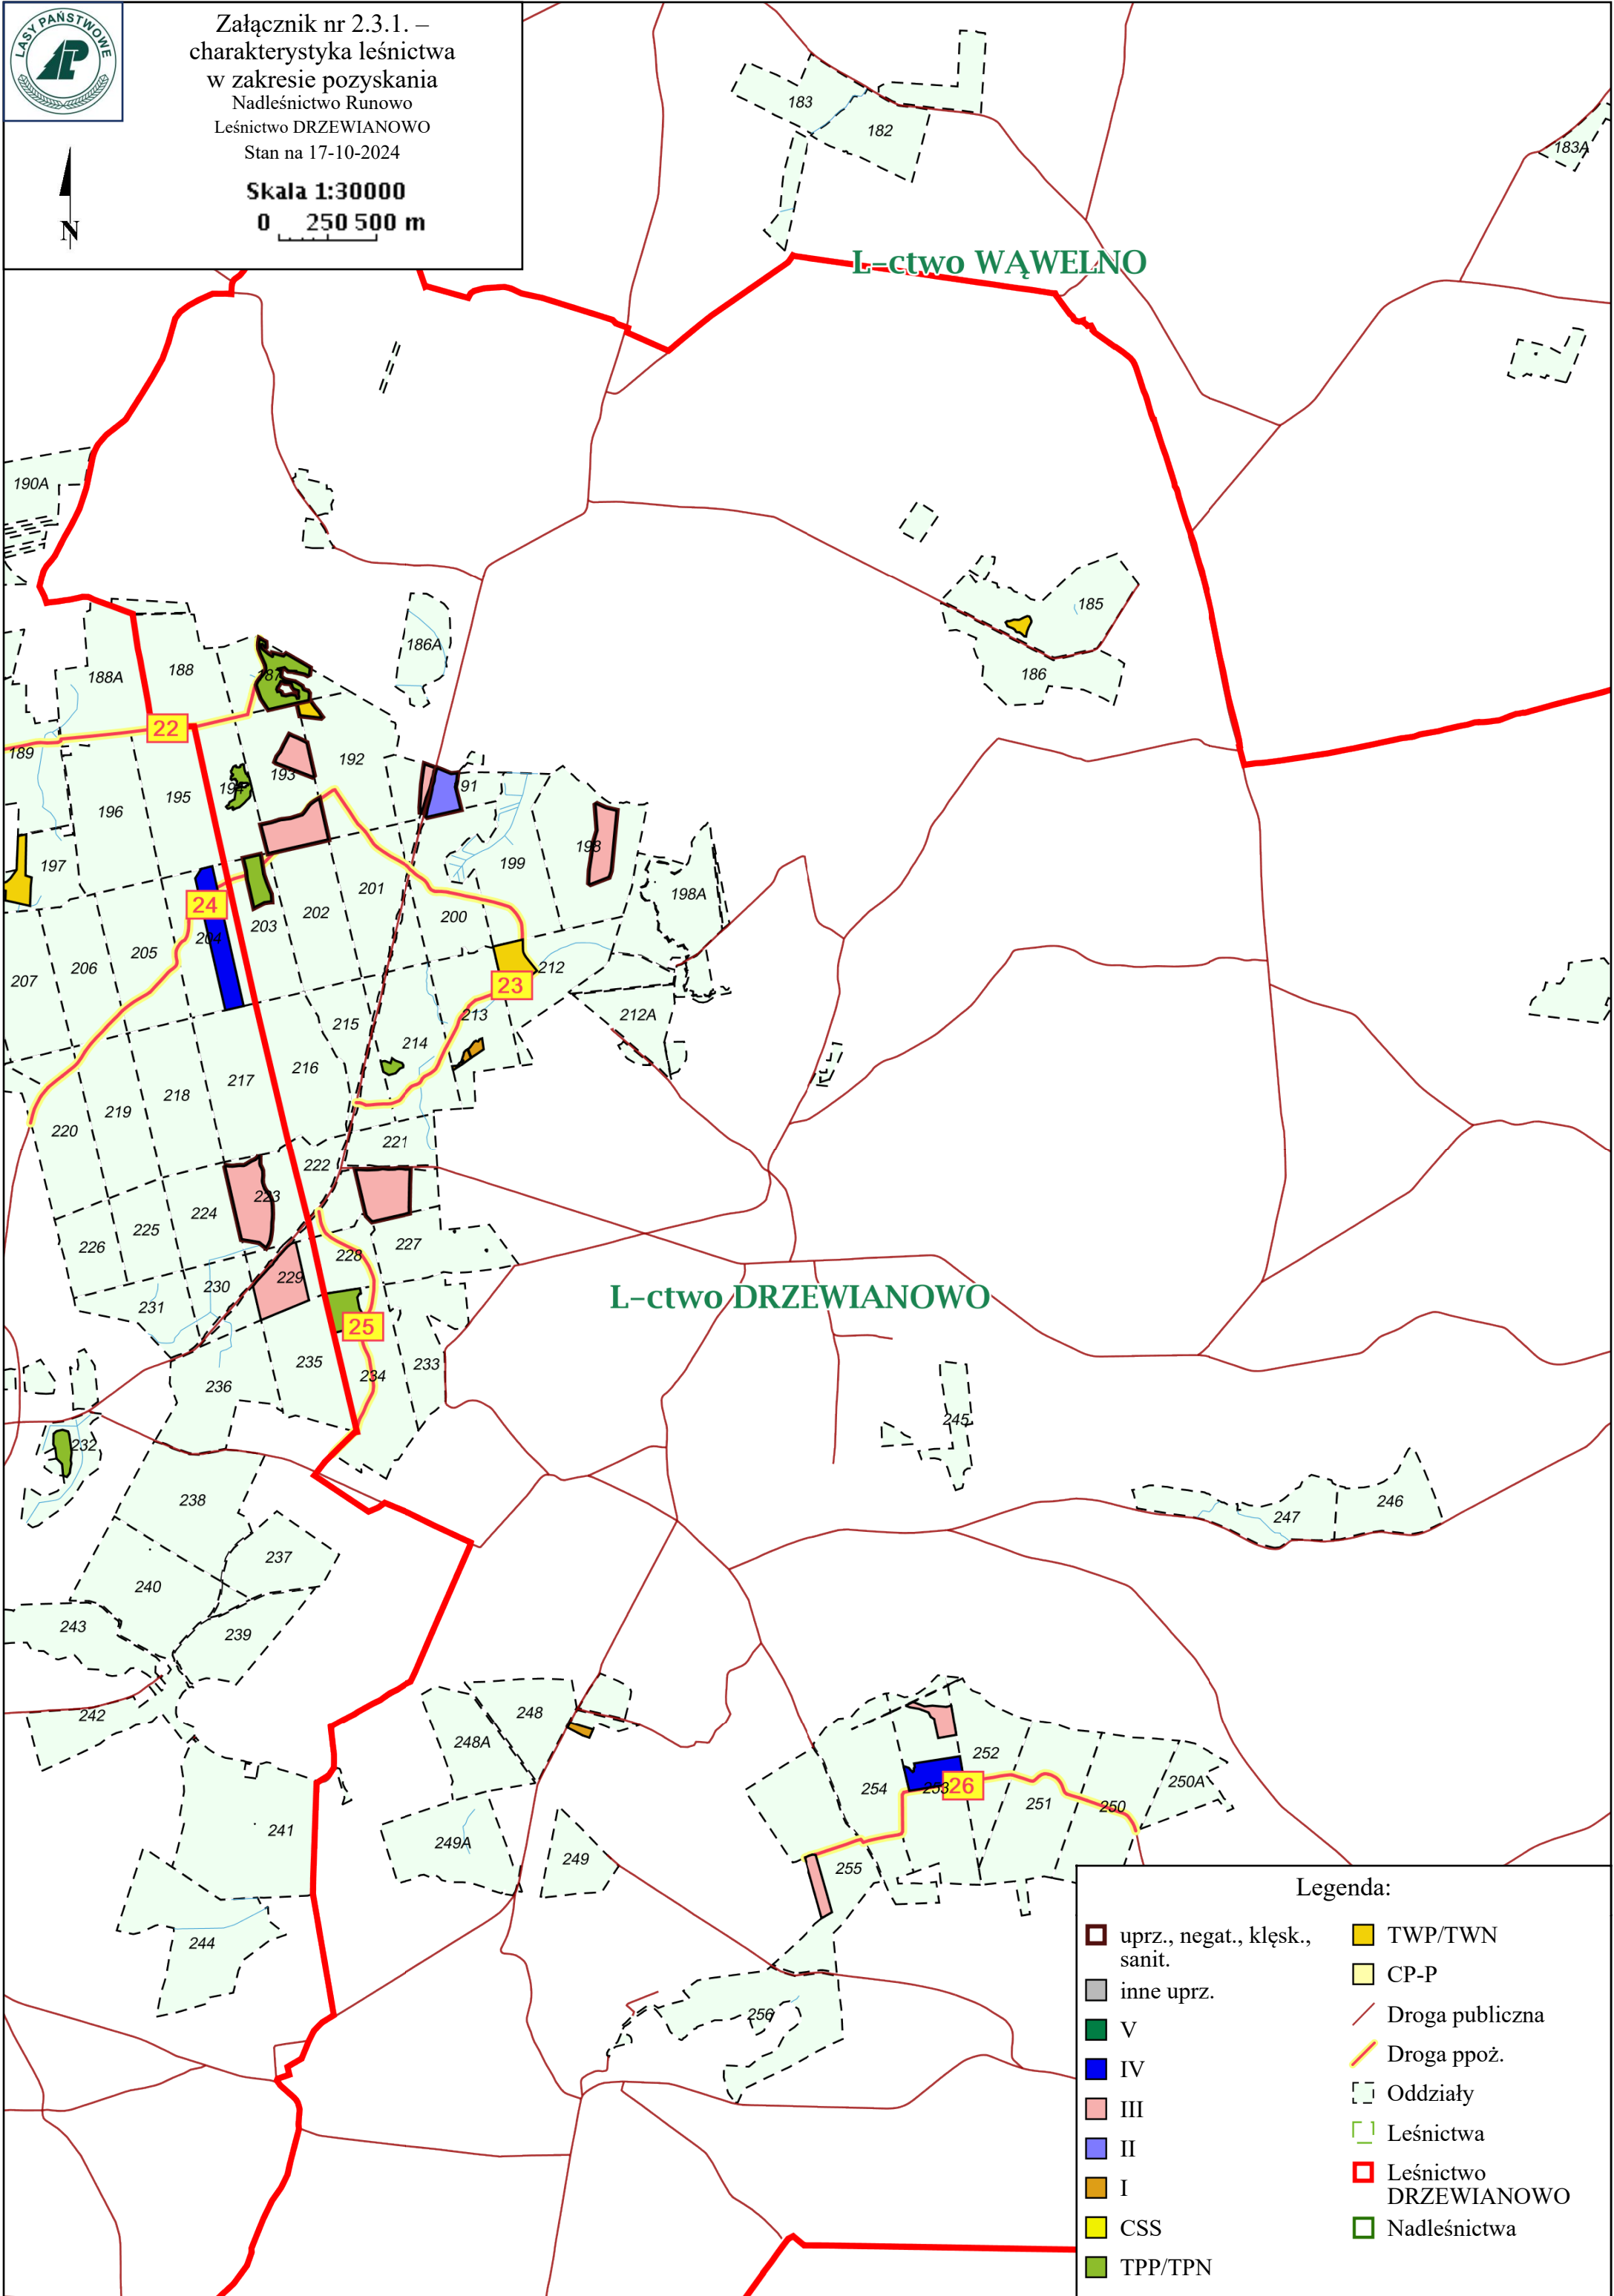 LASY PAŃSTWOWE
Załącznik nr 2.3.1. –
charakterystyka leśnictwa
w zakresie pozyskania
Nadleśnictwo Runowo
Leśnictwo DRZEWIANOWO
Stan na 17-10-2024
Skala 1:30000
0 250 500 m
N
183
182
183A
L-ctwo WĄWELNO
190A
185
186A
186
188A
188
187
22
189
192
193
194
195
196
91
197
199
198
198A
201
24
202
200
203
204
205
206
207
212
23
212A
213
215
214
216
217
218
219
220
221
222
223
224
225
226
227
228
229
230
231
L-ctwo DRZEWIANOWO
25
235
233
234
236
232
245
238
247
246
237
240
243
239
242
248
248A
252
254
253
26
250A
251
250
241
249A
249
255
244
256
Legenda:
uprz., negat., klęsk.,
sanit.
inne uprz.
V
IV
III
II
I
CSS
TPP/TPN
TWP/TWN
CP-P
Droga publiczna
Droga ppoż.
Oddziały
Leśnictwa
Leśnictwo
DRZEWIANOWO
Nadleśnictwa